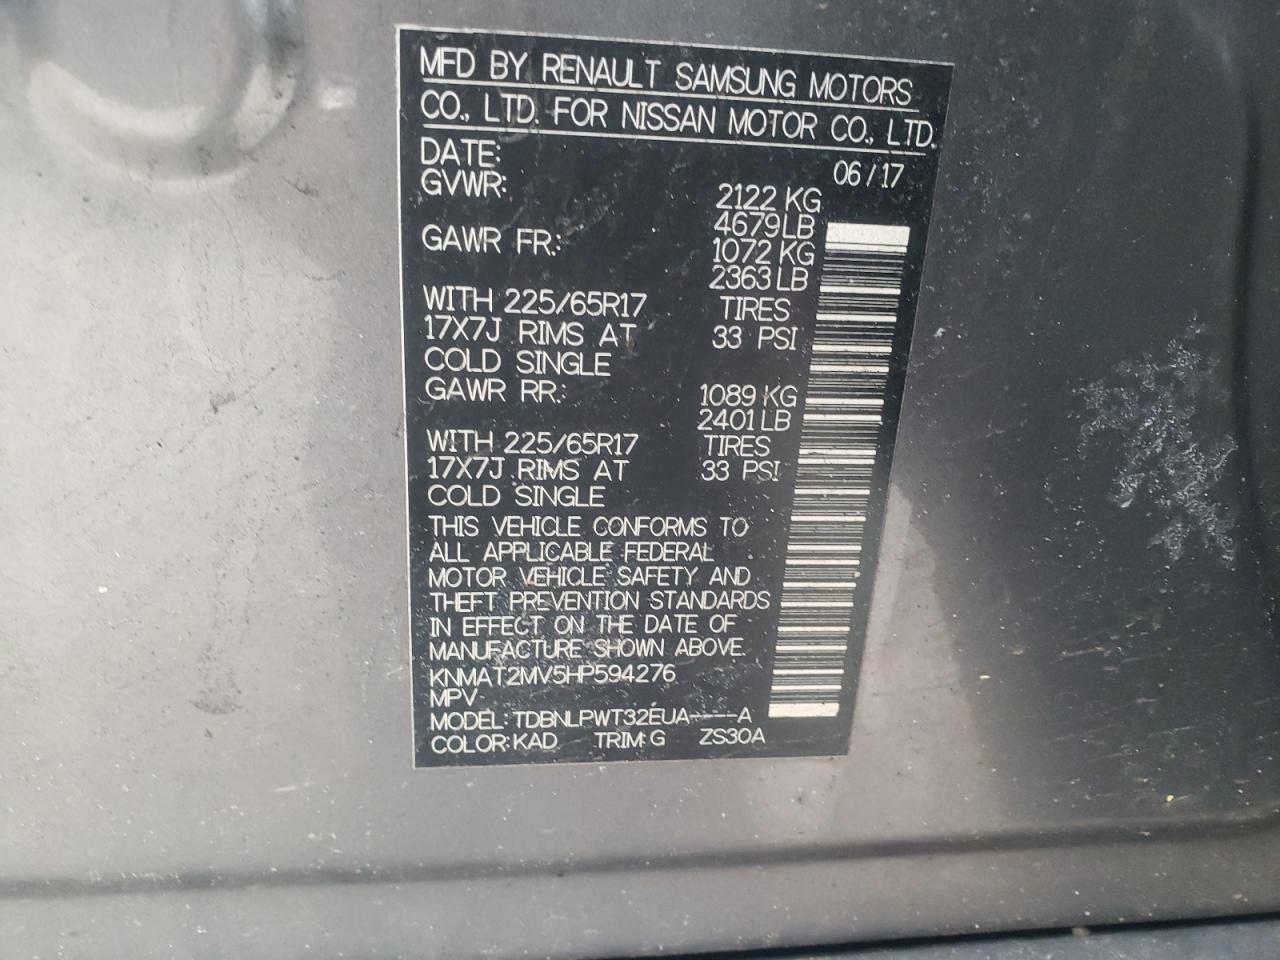 MFD BY RENAULT SAMSUNG MOTORS
CO., LTD. FOR NISSAN MOTOR CO., LTD.
DATE: 06/17
GVWR: 2122 KG
4679 LB
GAWR FR.: 1072 KG
2363 LB
WITH 225/65R17 TIRES
17X7J RIMS AT 33 PSI
COLD SINGLE
GAWR RR.: 1089 KG
2401 LB
WITH 225/65R17 TIRES
17X7J RIMS AT 33 PSI
COLD SINGLE
THIS VEHICLE CONFORMS TO
ALL APPLICABLE FEDERAL
MOTOR VEHICLE SAFETY AND
THEFT PREVENTION STANDARDS
IN EFFECT ON THE DATE OF
MANUFACTURE SHOWN ABOVE.
KNMAT2MV5HP594276
MPV
MODEL: TDBNLPWT32EUA----A
COLOR: KAD TRIM: G ZS30A